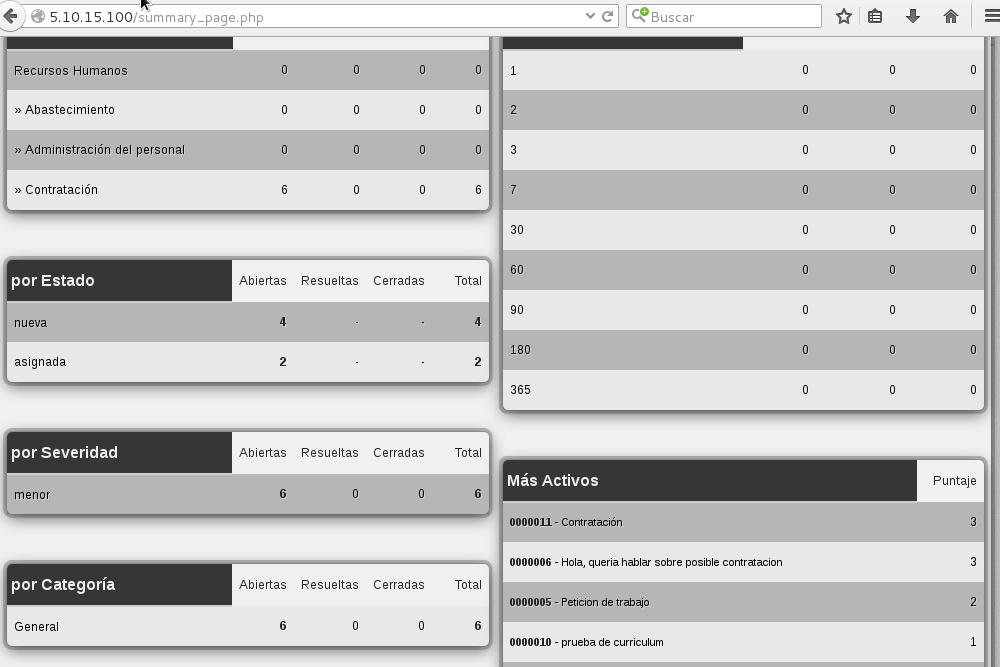 5.10.15.100/summary_page.php
Buscar
Recursos Humanos 0 0 0 0
» Abastecimiento 0 0 0 0
» Administración del personal 0 0 0 0
» Contratación 6 0 0 6
por Estado Abiertas Resueltas Cerradas Total
nueva 4 - - 4
asignada 2 - - 2
por Severidad Abiertas Resueltas Cerradas Total
menor 6 0 0 6
por Categoría Abiertas Resueltas Cerradas Total
General 6 0 0 6
1 0 0 0
2 0 0 0
3 0 0 0
7 0 0 0
30 0 0 0
60 0 0 0
90 0 0 0
180 0 0 0
365 0 0 0
Más Activos Puntaje
0000011 - Contratación 3
0000006 - Hola, queria hablar sobre posible contratacion 3
0000005 - Peticion de trabajo 2
0000010 - prueba de curriculum 1